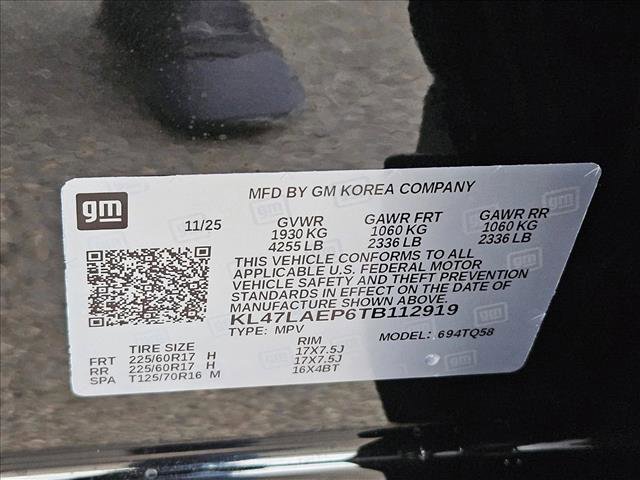 gm
MFD BY GM KOREA COMPANY
11/25 GVWR GAWR FRT GAWR RR
1930 KG 1060 KG 1060 KG
4255 LB 2336 LB 2336 LB
THIS VEHICLE CONFORMS TO ALL
APPLICABLE U.S. FEDERAL MOTOR
VEHICLE SAFETY AND THEFT PREVENTION
STANDARDS IN EFFECT ON THE DATE OF
MANUFACTURE SHOWN ABOVE.
KL47LAEP6TB112919
TYPE: MPV MODEL: 694TQ58
TIRE SIZE RIM
FRT 225/60R17 H 17X7.5J
RR 225/60R17 H 17X7.5J
SPA T125/70R16 M 16X4BT